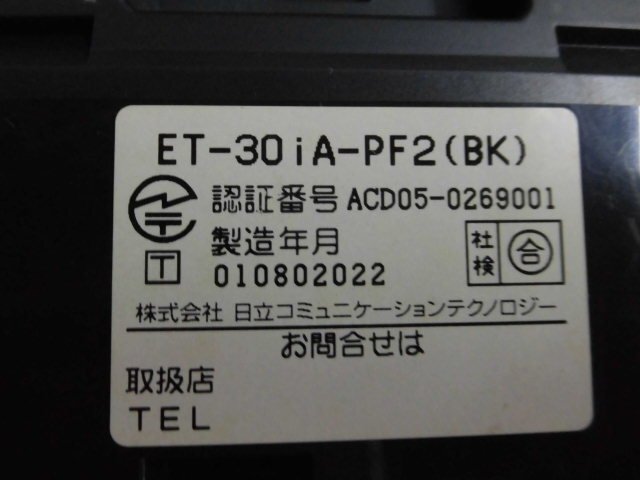 ET-30iA-PF2(BK)
認証番号 ACD05-0269001
T
製造年月
010802022
社検 合
株式会社 日立コミュニケーションテクノロジー
お問合せは
取扱店
TEL